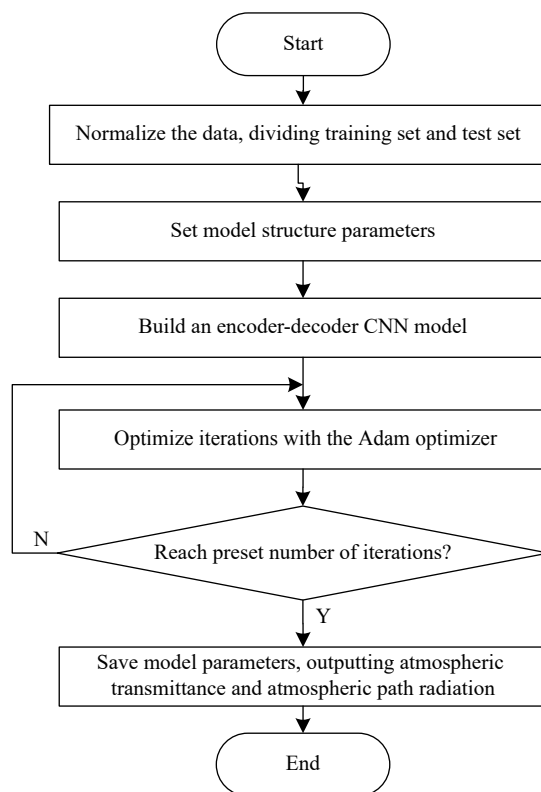 Start
Normalize the data, dividing training set and test set
Set model structure parameters
Build an encoder-decoder CNN model
Optimize iterations with the Adam optimizer
N
Reach preset number of iterations?
Y
Save model parameters, outputting atmospheric
transmittance and atmospheric path radiation
End